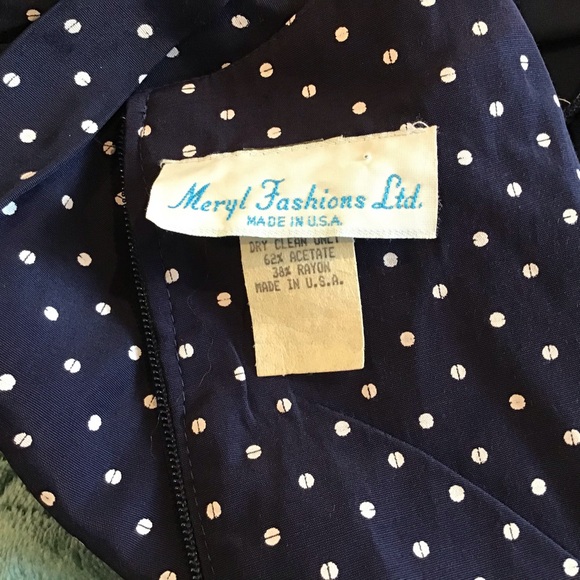 Meryl Fashions Ltd.
MADE IN U.S.A.
DRY CLEAN ONLY
62% ACETATE
38% RAYON
MADE IN U.S.A.